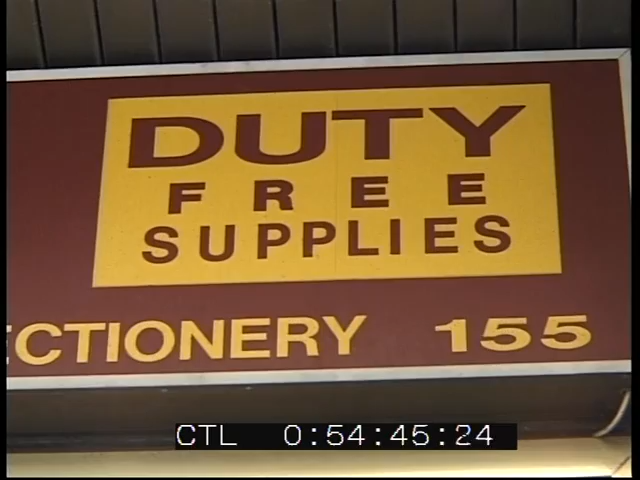 DUTY
FREE
SUPPLIES
ECTIONERY 155
CTL 0:54:45:24